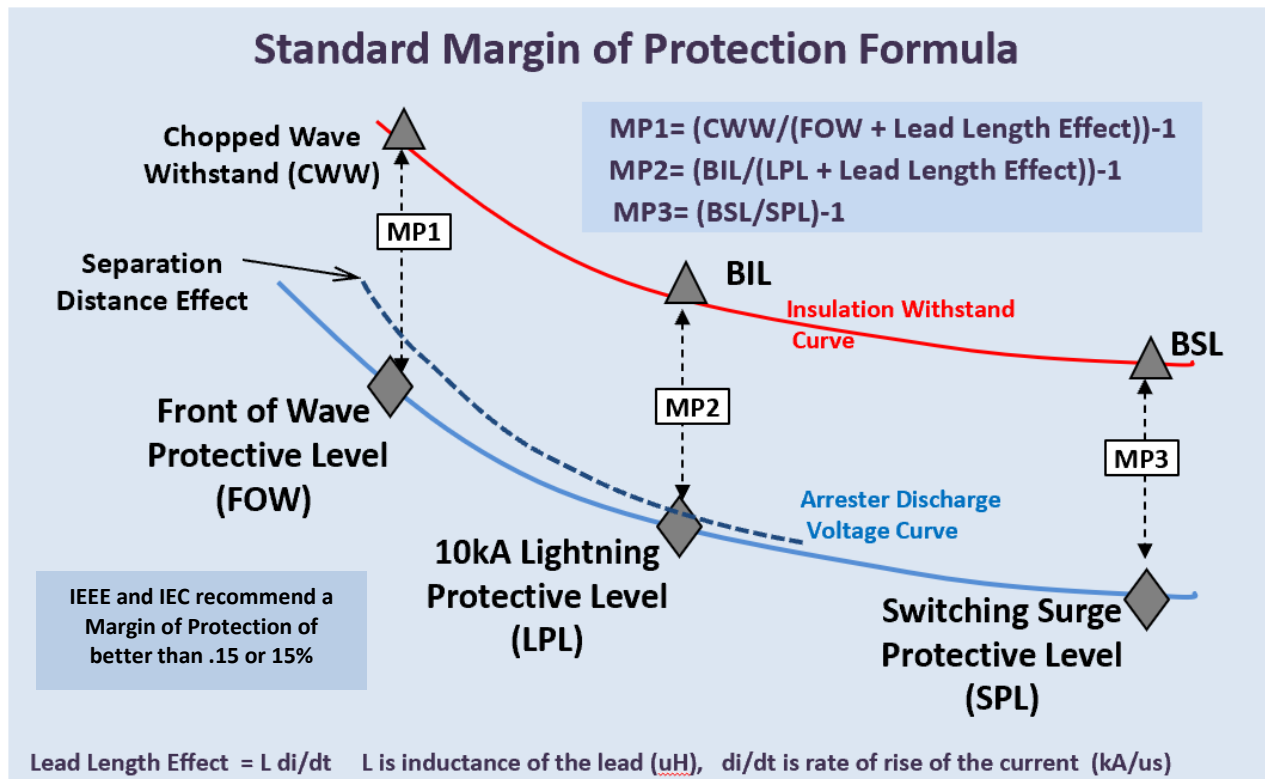 Standard Margin of Protection Formula
Chopped Wave
Withstand (CWW)
MP1= (CWW/(FOW + Lead Length Effect))-1
MP2= (BIL/(LPL + Lead Length Effect))-1
MP3= (BSL/SPL)-1
MP1
Separation
Distance Effect
BIL
Insulation Withstand
Curve
BSL
Front of Wave
Protective Level
(FOW)
MP2
MP3
Arrester Discharge
Voltage Curve
10kA Lightning
Protective Level
(LPL)
IEEE and IEC recommend a
Margin of Protection of
better than .15 or 15%
Switching Surge
Protective Level
(SPL)
Lead Length Effect = L di/dt L is inductance of the lead (uH), di/dt is rate of rise of the current (kA/us)